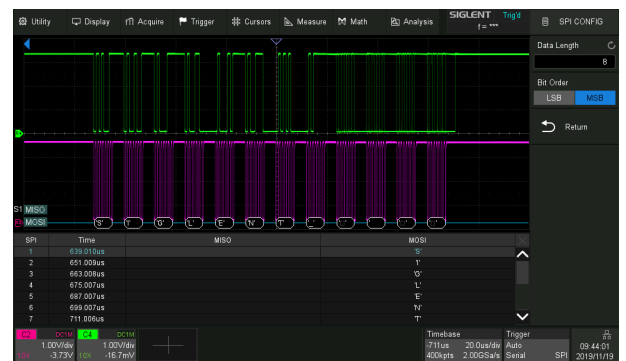 Utility Display Acquire Trigger Cursors Measure Math Analysis SIGLENT Trig'd SPI CONFIG
f = ***
Data Length
8
Bit Order
LSB MSB
Return
S1 MISO
MOSI 'S' 'G' 'L' 'E' 'N' 'T'
SPI Time MISO MOSI
1 639.010us 'S'
2 651.009us
3 663.008us 'G'
4 675.007us 'L'
5 687.007us 'E'
6 699.007us 'N'
7 711.006us 'T'
C2 DC1M C4 DC1M Timebase Trigger
1.00V/div 1.00V/div -711us 20.0us/div Auto 09:44:01
10X -3.73V 10X -16.7mV 400kpts 2.00GSa/s Serial SPI 2019/11/19